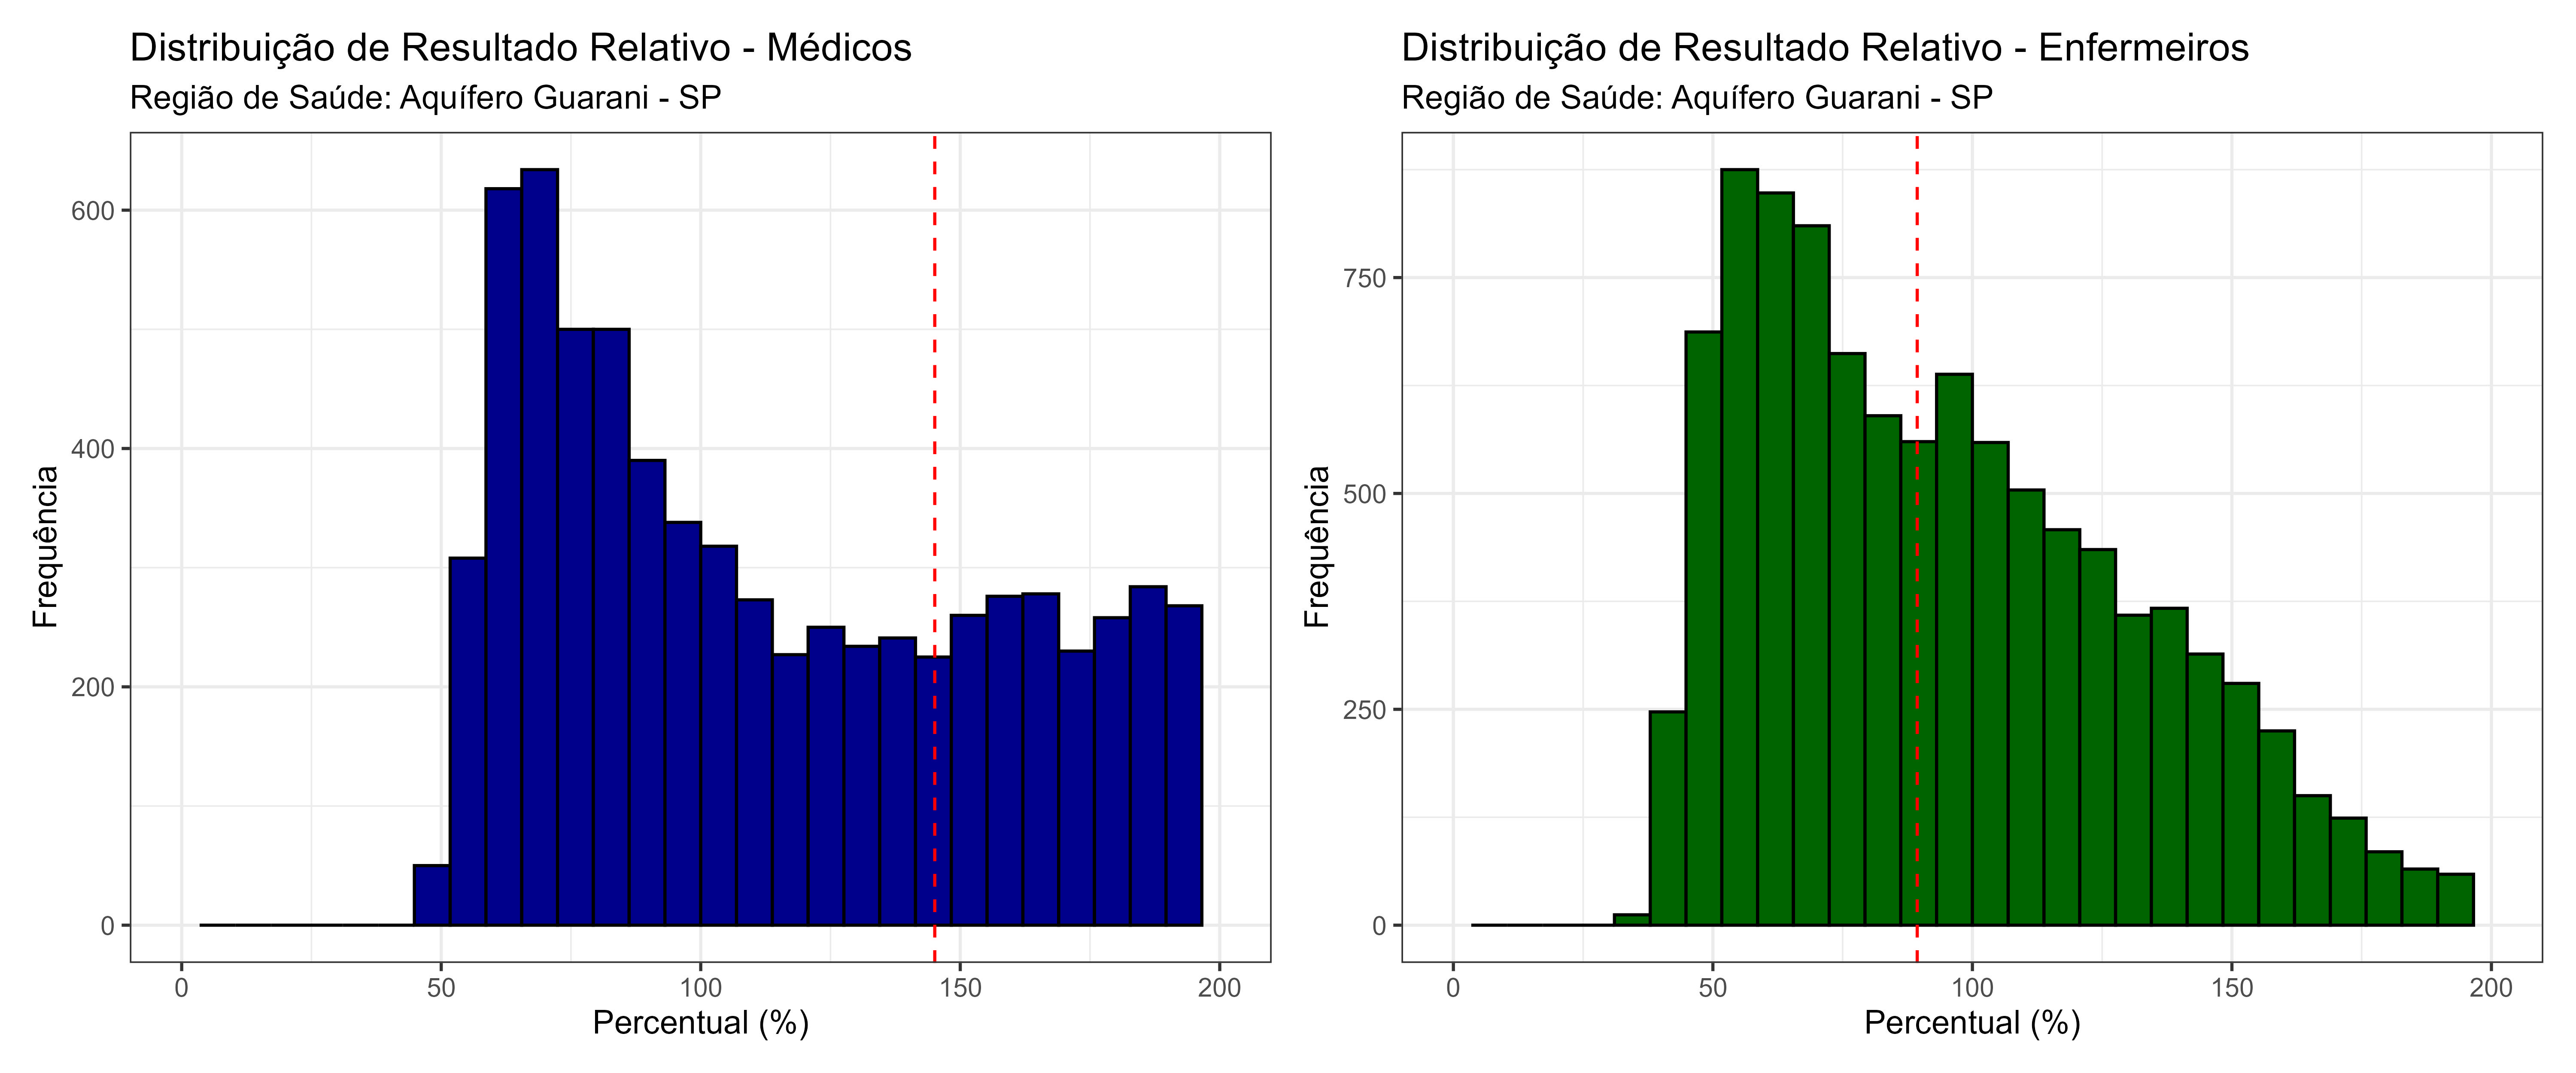 Distribuição de Resultado Relativo - Médicos
Região de Saúde: Aquífero Guarani - SP
Frequência
600
400
200
0
0 50 100 150 200
Percentual (%)
Distribuição de Resultado Relativo - Enfermeiros
Região de Saúde: Aquífero Guarani - SP
Frequência
750
500
250
0
0 50 100 150 200
Percentual (%)